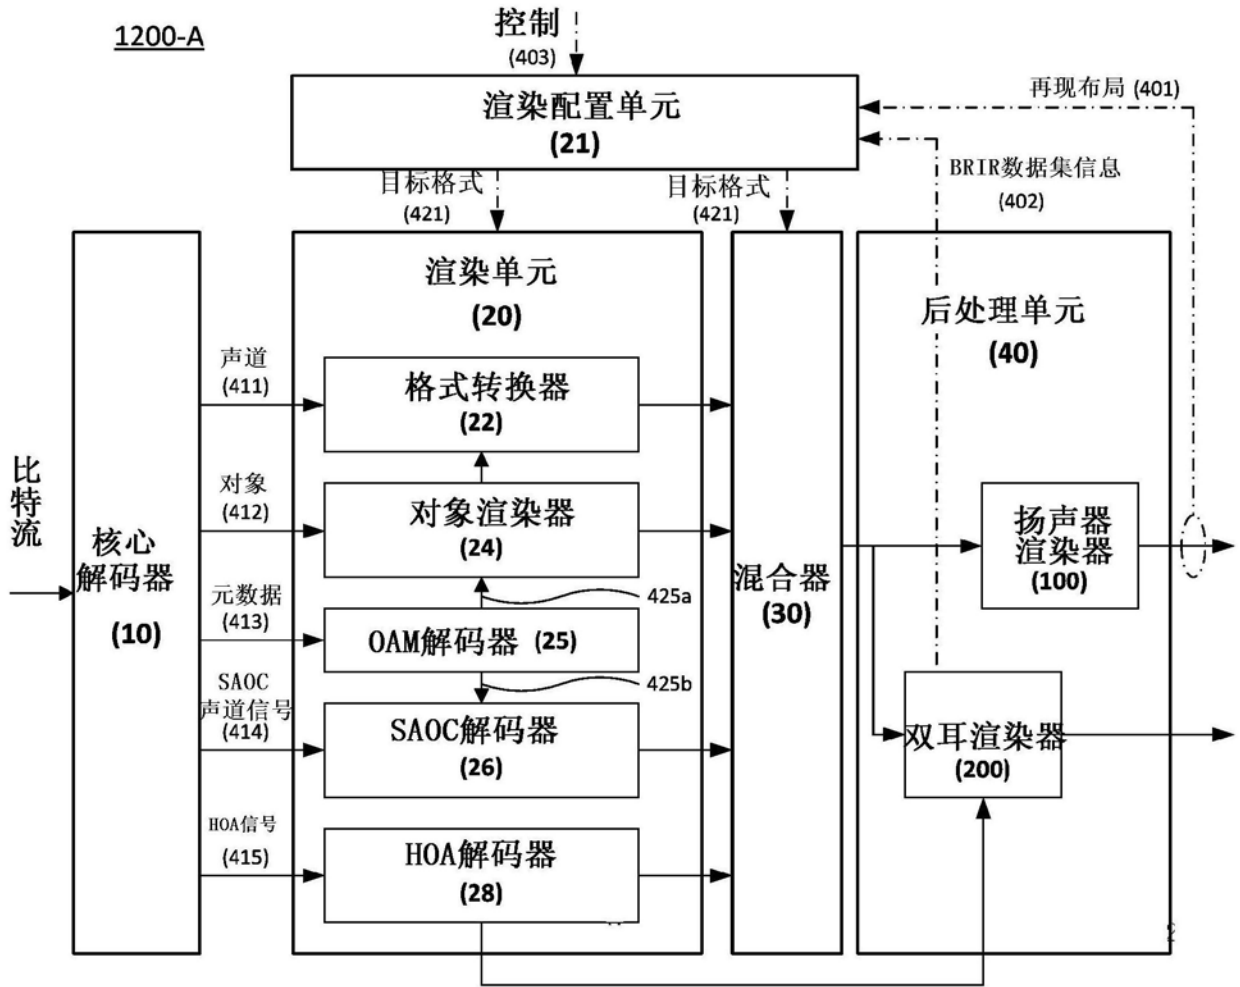 1200-A
控制
(403)
渲染配置单元
(21)
再现布局 (401)
BRIR数据集信息
(402)
目标格式
(421)
目标格式
(421)
比特流
核心
解码器
(10)
声道
(411)
对象
(412)
元数据
(413)
SAOC
声道信号
(414)
HOA信号
(415)
渲染单元
(20)
格式转换器
(22)
对象渲染器
(24)
425a
OAM解码器 (25)
425b
SAOC解码器
(26)
HOA解码器
(28)
混合器
(30)
后处理单元
(40)
扬声器
渲染器
(100)
双耳渲染器
(200)